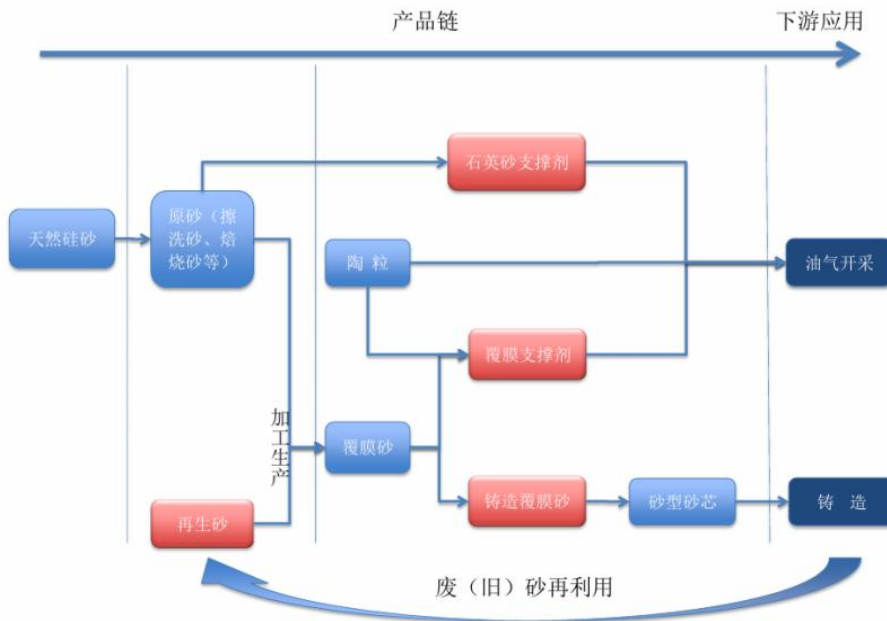 产品链
下游应用
石英砂支撑剂
天然硅砂
原砂（擦
洗砂、焙
烧砂等）
陶 粒
油气开采
覆膜支撑剂
加工生产
覆膜砂
铸造覆膜砂
砂型砂芯
铸 造
再生砂
废（旧）砂再利用